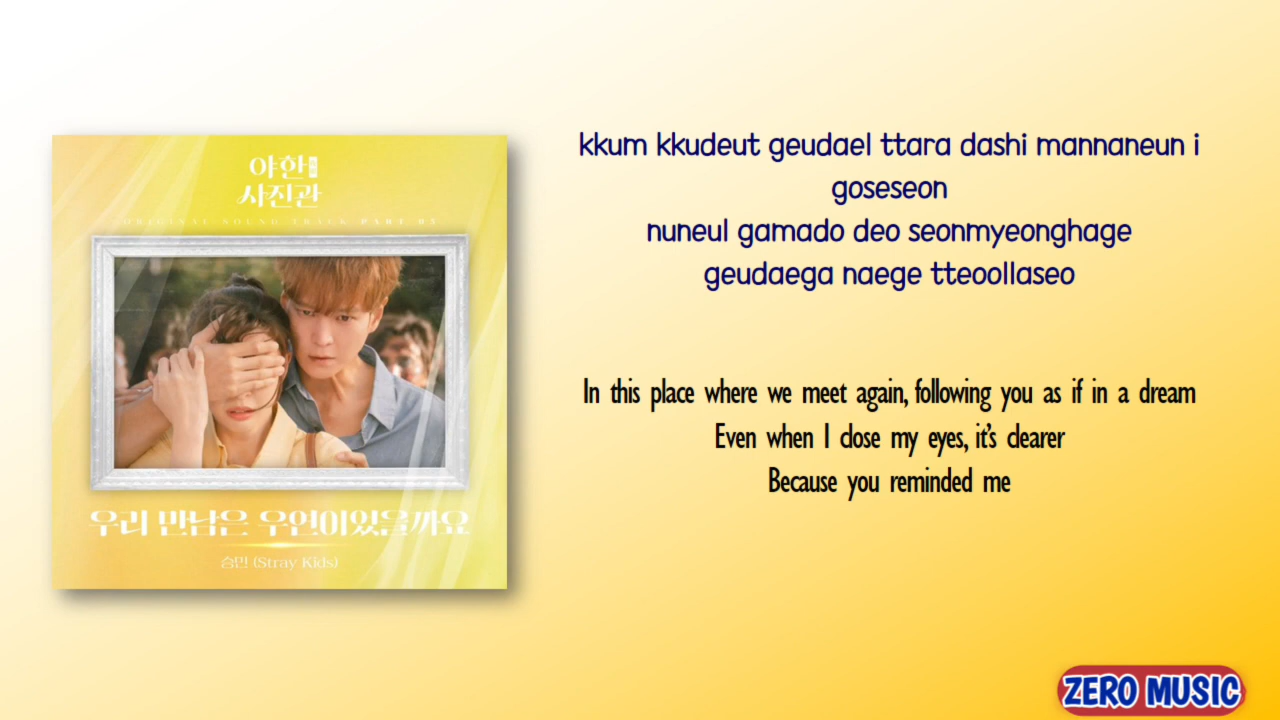 야한
사진관
ORIGINAL SOUND TRACK PART 05
우리 만남은 우연이었을까요
승민 (Stray Kids)
kkum kkudeut geudael ttara dashi mannaneun i
goseseon
nuneul gamado deo seonmyeonghage
geudaega naege tteoollaseo
In this place where we meet again, following you as if in a dream
Even when I close my eyes, it's clearer
Because you reminded me
ZERO MUSIC